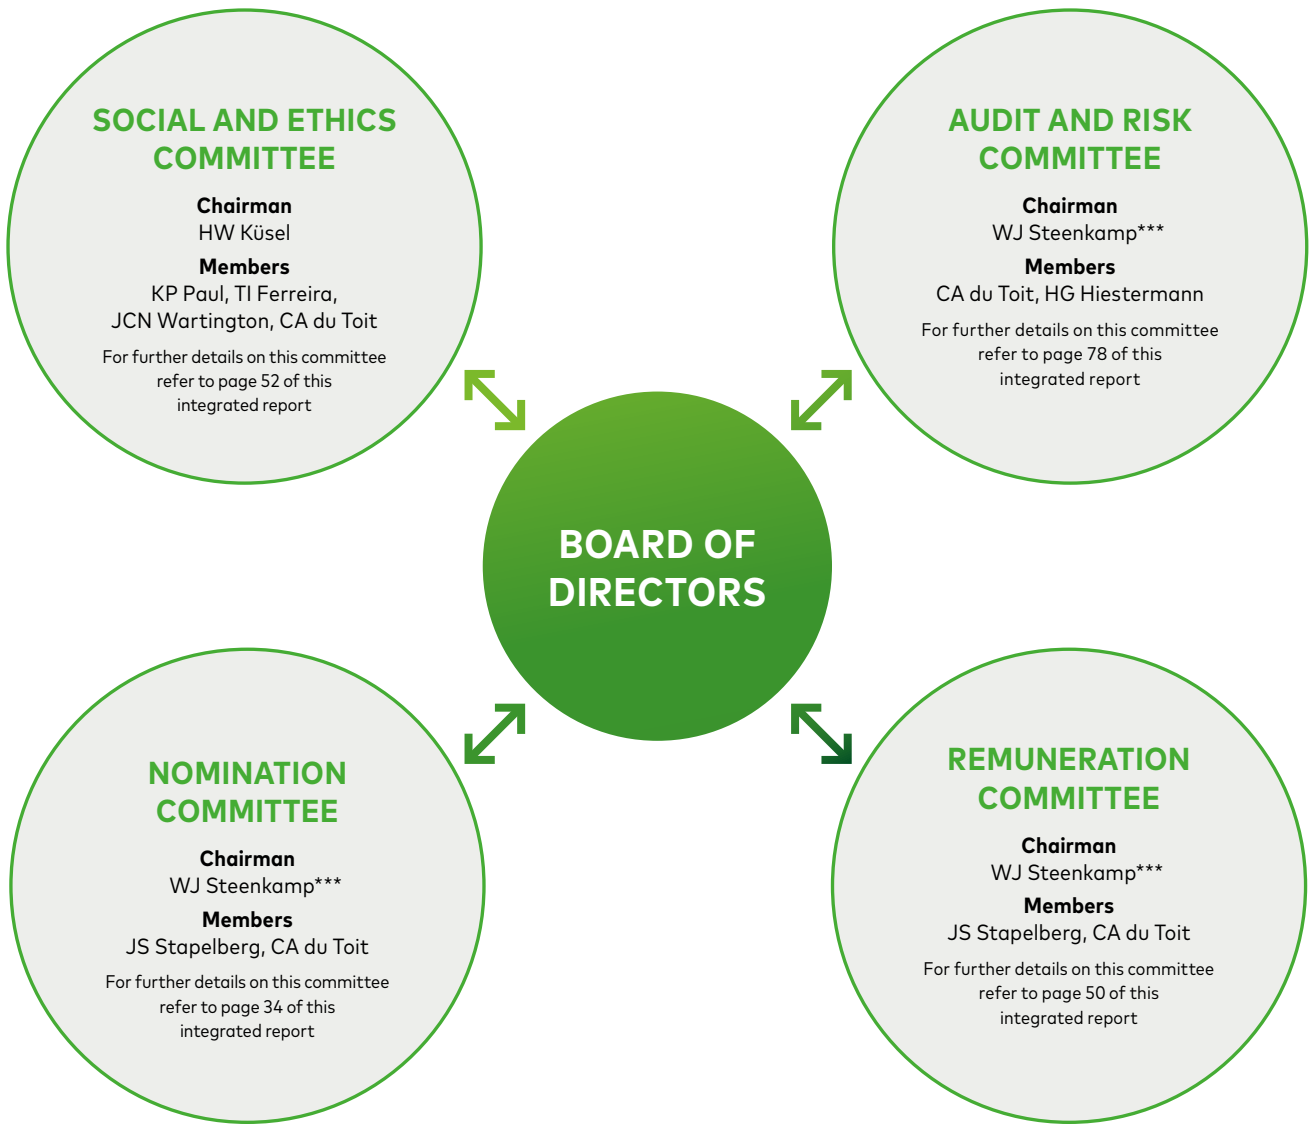 SOCIAL AND ETHICS
COMMITTEE
Chairman
HW Küsel
Members
KP Paul, TI Ferreira,
JCN Wartington, CA du Toit
For further details on this committee
refer to page 52 of this
integrated report
AUDIT AND RISK
COMMITTEE
Chairman
WJ Steenkamp***
Members
CA du Toit, HG Hiestermann
For further details on this committee
refer to page 78 of this
integrated report
BOARD OF
DIRECTORS
NOMINATION
COMMITTEE
Chairman
WJ Steenkamp***
Members
JS Stapelberg, CA du Toit
For further details on this committee
refer to page 34 of this
integrated report
REMUNERATION
COMMITTEE
Chairman
WJ Steenkamp***
Members
JS Stapelberg, CA du Toit
For further details on this committee
refer to page 50 of this
integrated report